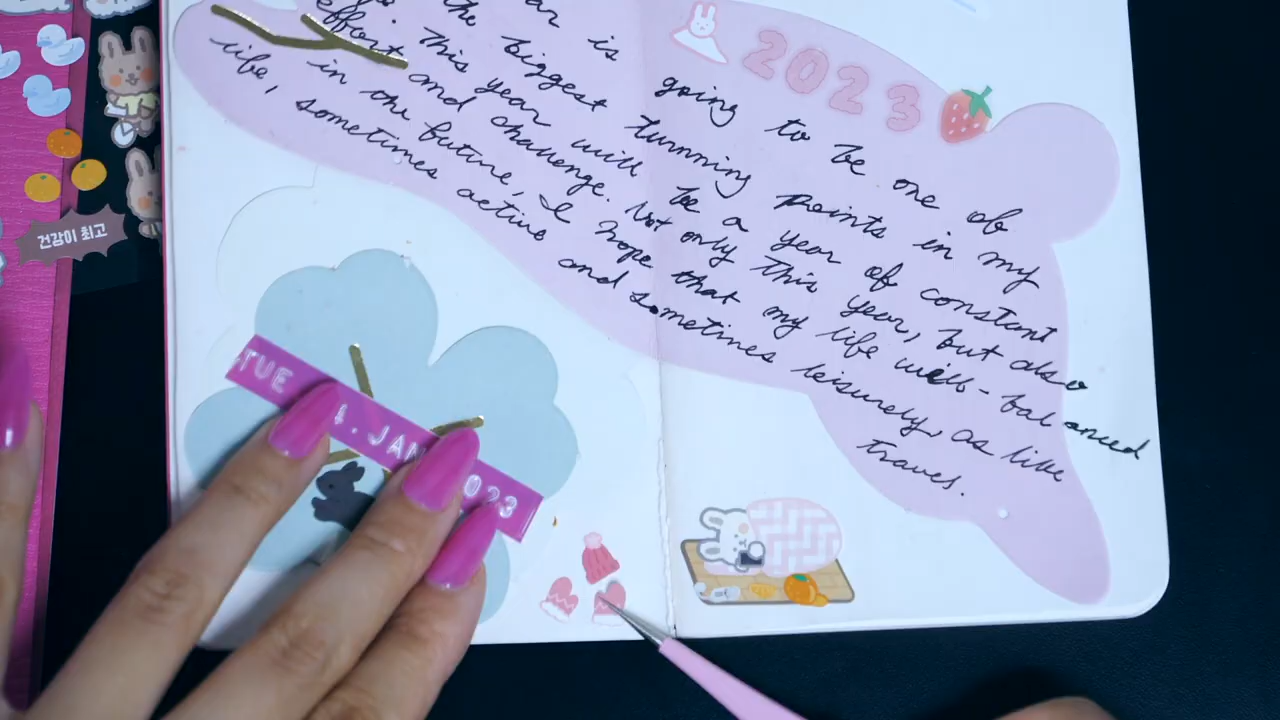 2023
is going to be one of
the biggest turnning points in my
This year will be a year of constant
effort and challenge. Not only this year, but also
in the future, I hope that my life well-balanced
life, sometimes active and sometimes leisurely, as like
traves.
건강이 최고
TUE
JAN
023